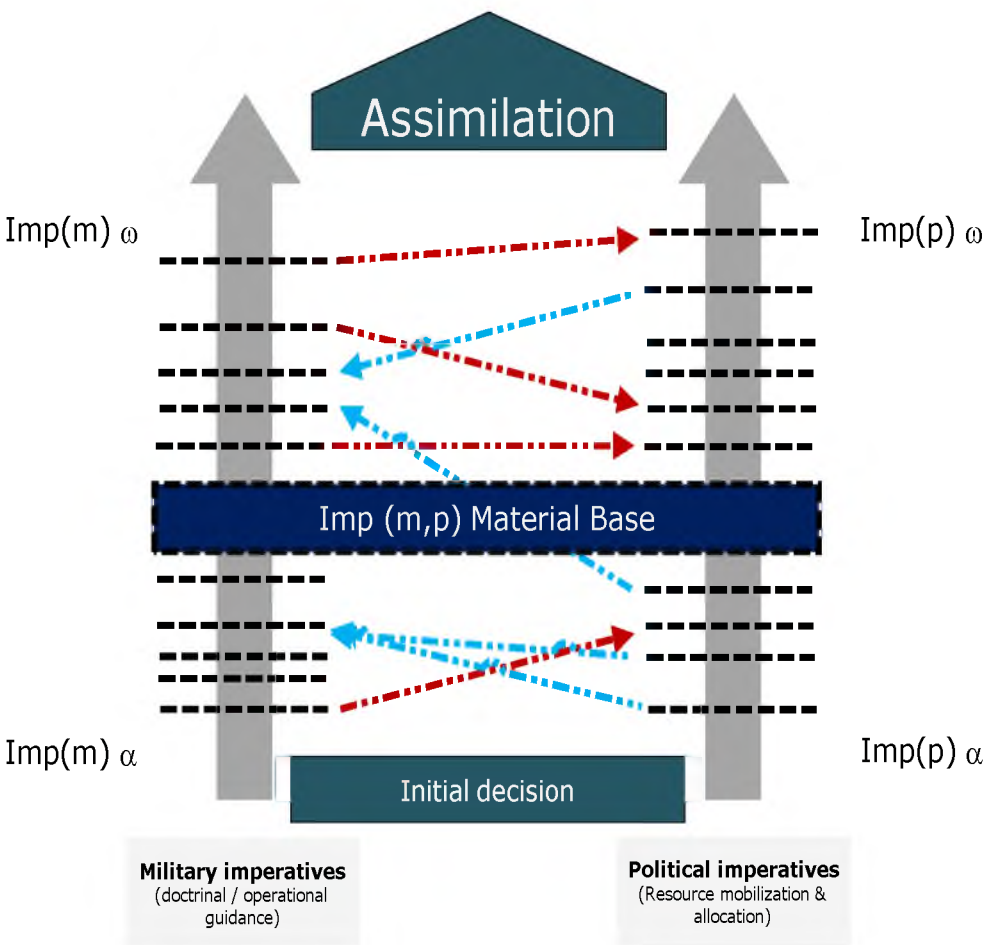 Assimilation
Imp(m) ω
Imp(p) ω
Imp (m,p) Material Base
Imp(m) α
Imp(p) α
Initial decision
Military imperatives
(doctrinal / operational
guidance)
Political imperatives
(Resource mobilization &
allocation)